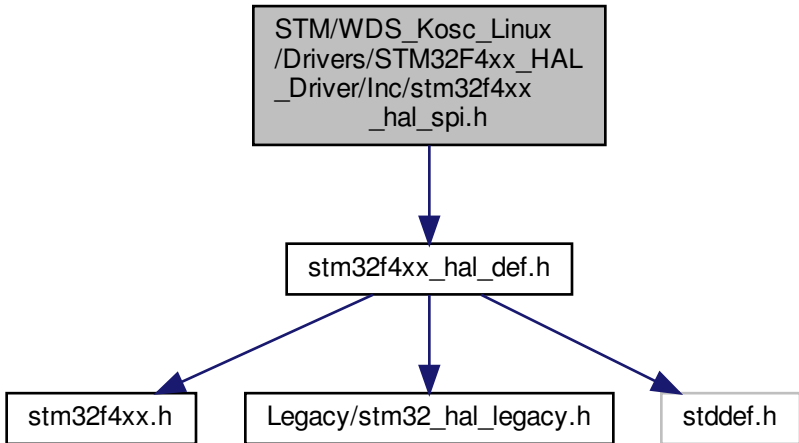 STM/WDS_Kosc_Linux
/Drivers/STM32F4xx_HAL
_Driver/Inc/stm32f4xx
_hal_spi.h
stm32f4xx_hal_def.h
stm32f4xx.h
Legacy/stm32_hal_legacy.h
stddef.h